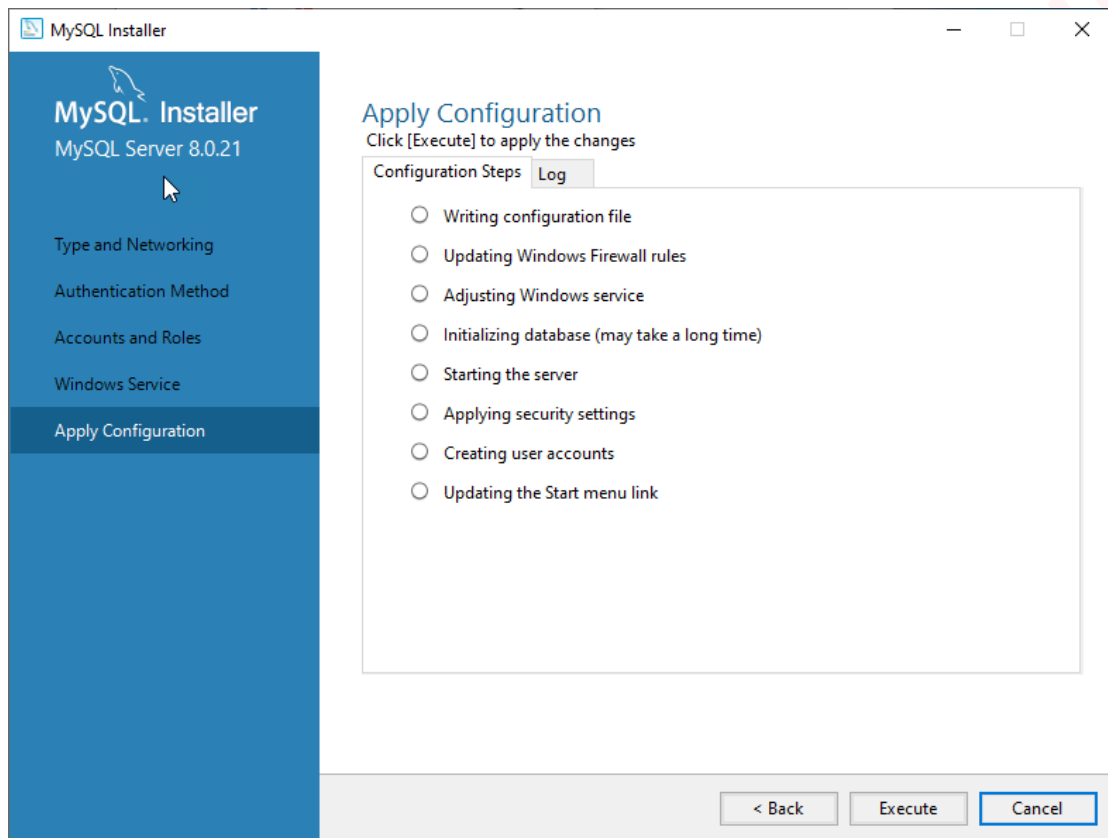 MySQL Installer
MySQL. Installer
MySQL Server 8.0.21
Type and Networking
Authentication Method
Accounts and Roles
Windows Service
Apply Configuration
Apply Configuration
Click [Execute] to apply the changes
Configuration Steps Log
Writing configuration file
Updating Windows Firewall rules
Adjusting Windows service
Initializing database (may take a long time)
Starting the server
Applying security settings
Creating user accounts
Updating the Start menu link
< Back Execute Cancel